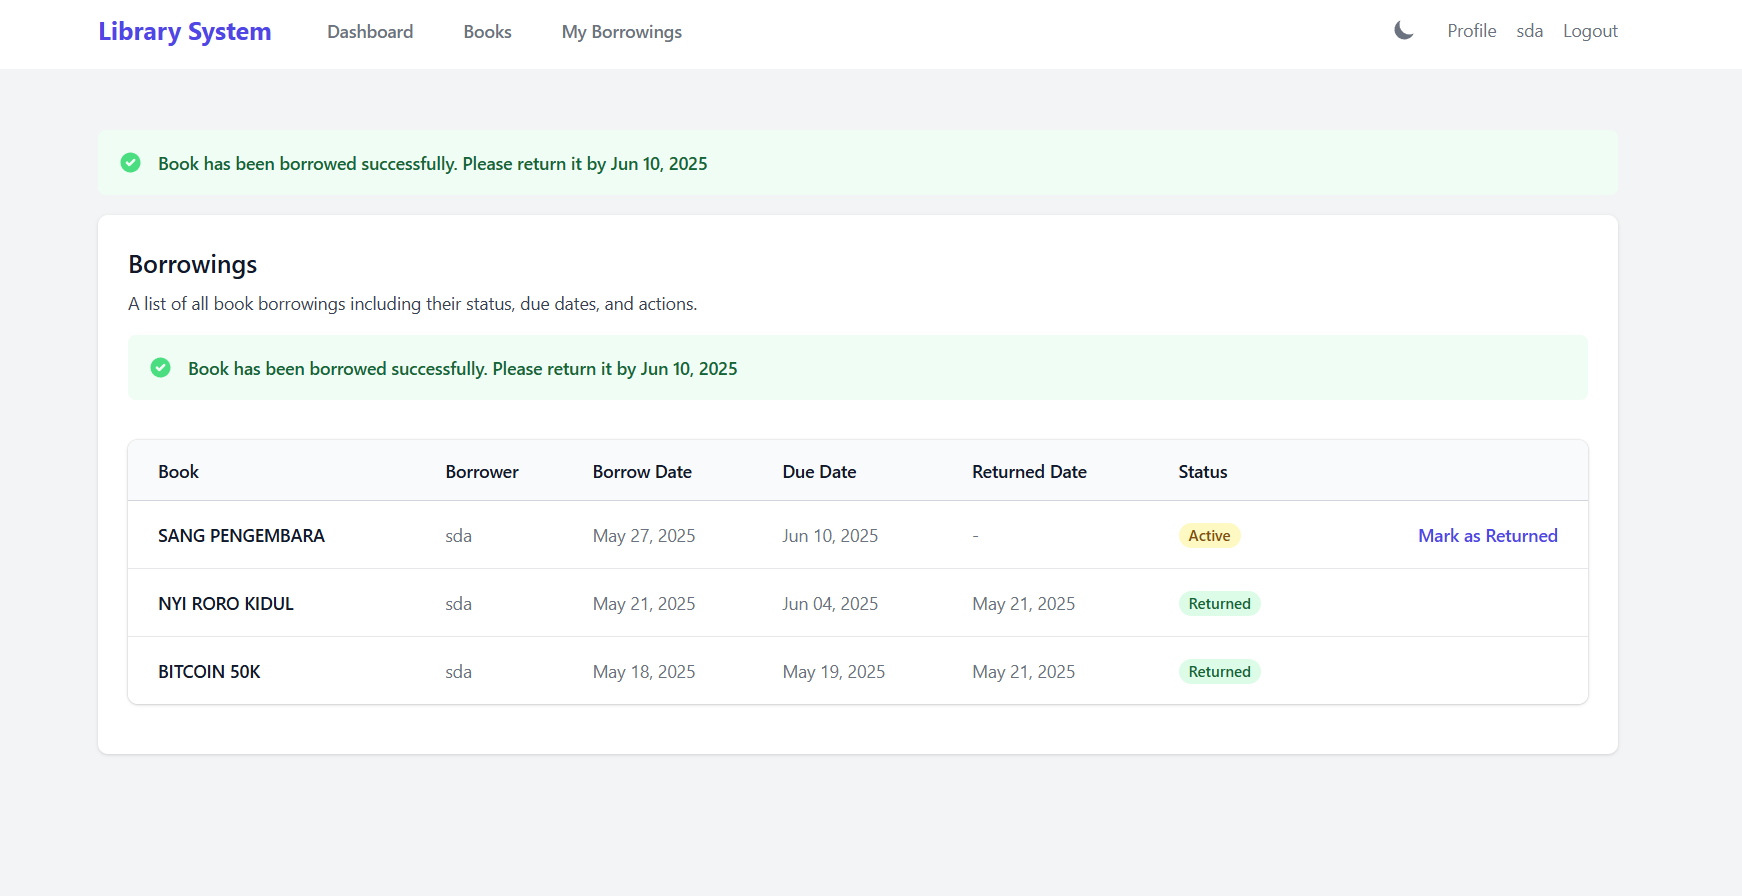 Library System Dashboard Books My Borrowings Profile sda Logout
Book has been borrowed successfully. Please return it by Jun 10, 2025
Borrowings
A list of all book borrowings including their status, due dates, and actions.
Book has been borrowed successfully. Please return it by Jun 10, 2025
Book Borrower Borrow Date Due Date Returned Date Status
SANG PENGEMBARA sda May 27, 2025 Jun 10, 2025 - Active Mark as Returned
NYI RORO KIDUL sda May 21, 2025 Jun 04, 2025 May 21, 2025 Returned
BITCOIN 50K sda May 18, 2025 May 19, 2025 May 21, 2025 Returned